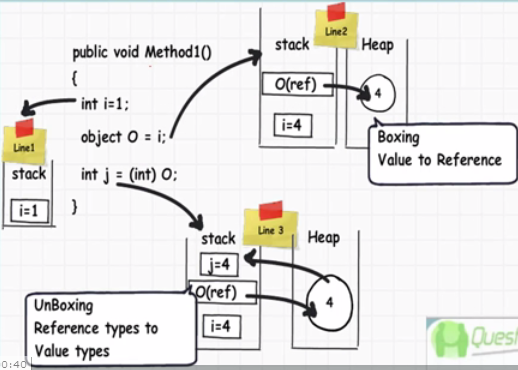 public void Method1()
{
int i=1;
object O = i;
int j = (int) O;
}
Line1
stack
i=1
Line2
stack
Heap
O(ref)
4
i=4
Boxing
Value to Reference
Line 3
stack
Heap
j=4
O(ref)
4
i=4
UnBoxing
Reference types to
Value types
0:40
Quest